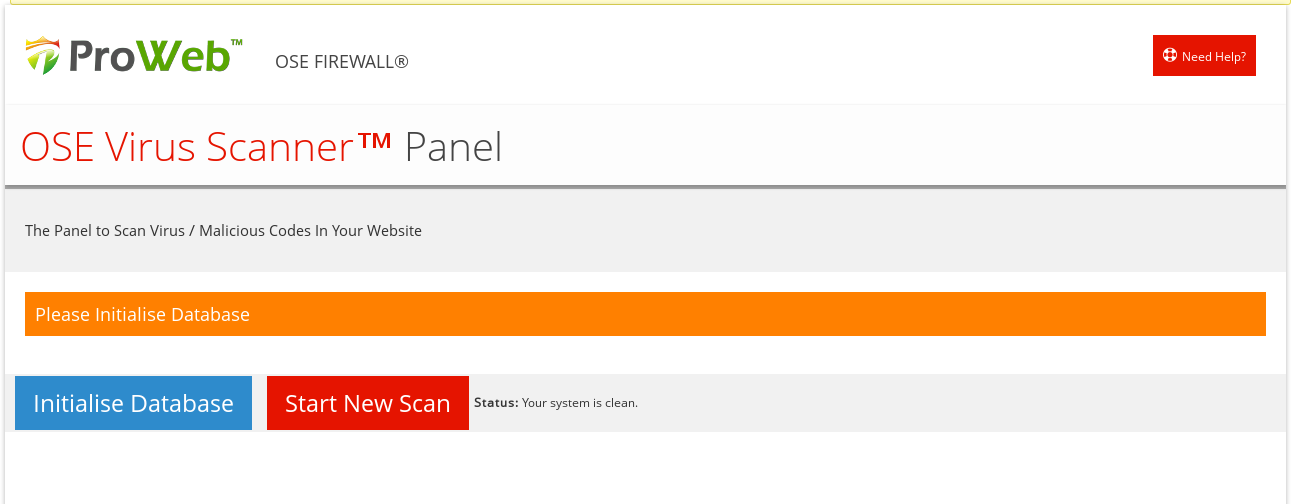 ProWeb™ OSE FIREWALL®
Need Help?
OSE Virus Scanner™ Panel
The Panel to Scan Virus / Malicious Codes In Your Website
Please Initialise Database
Initialise Database Start New Scan Status: Your system is clean.